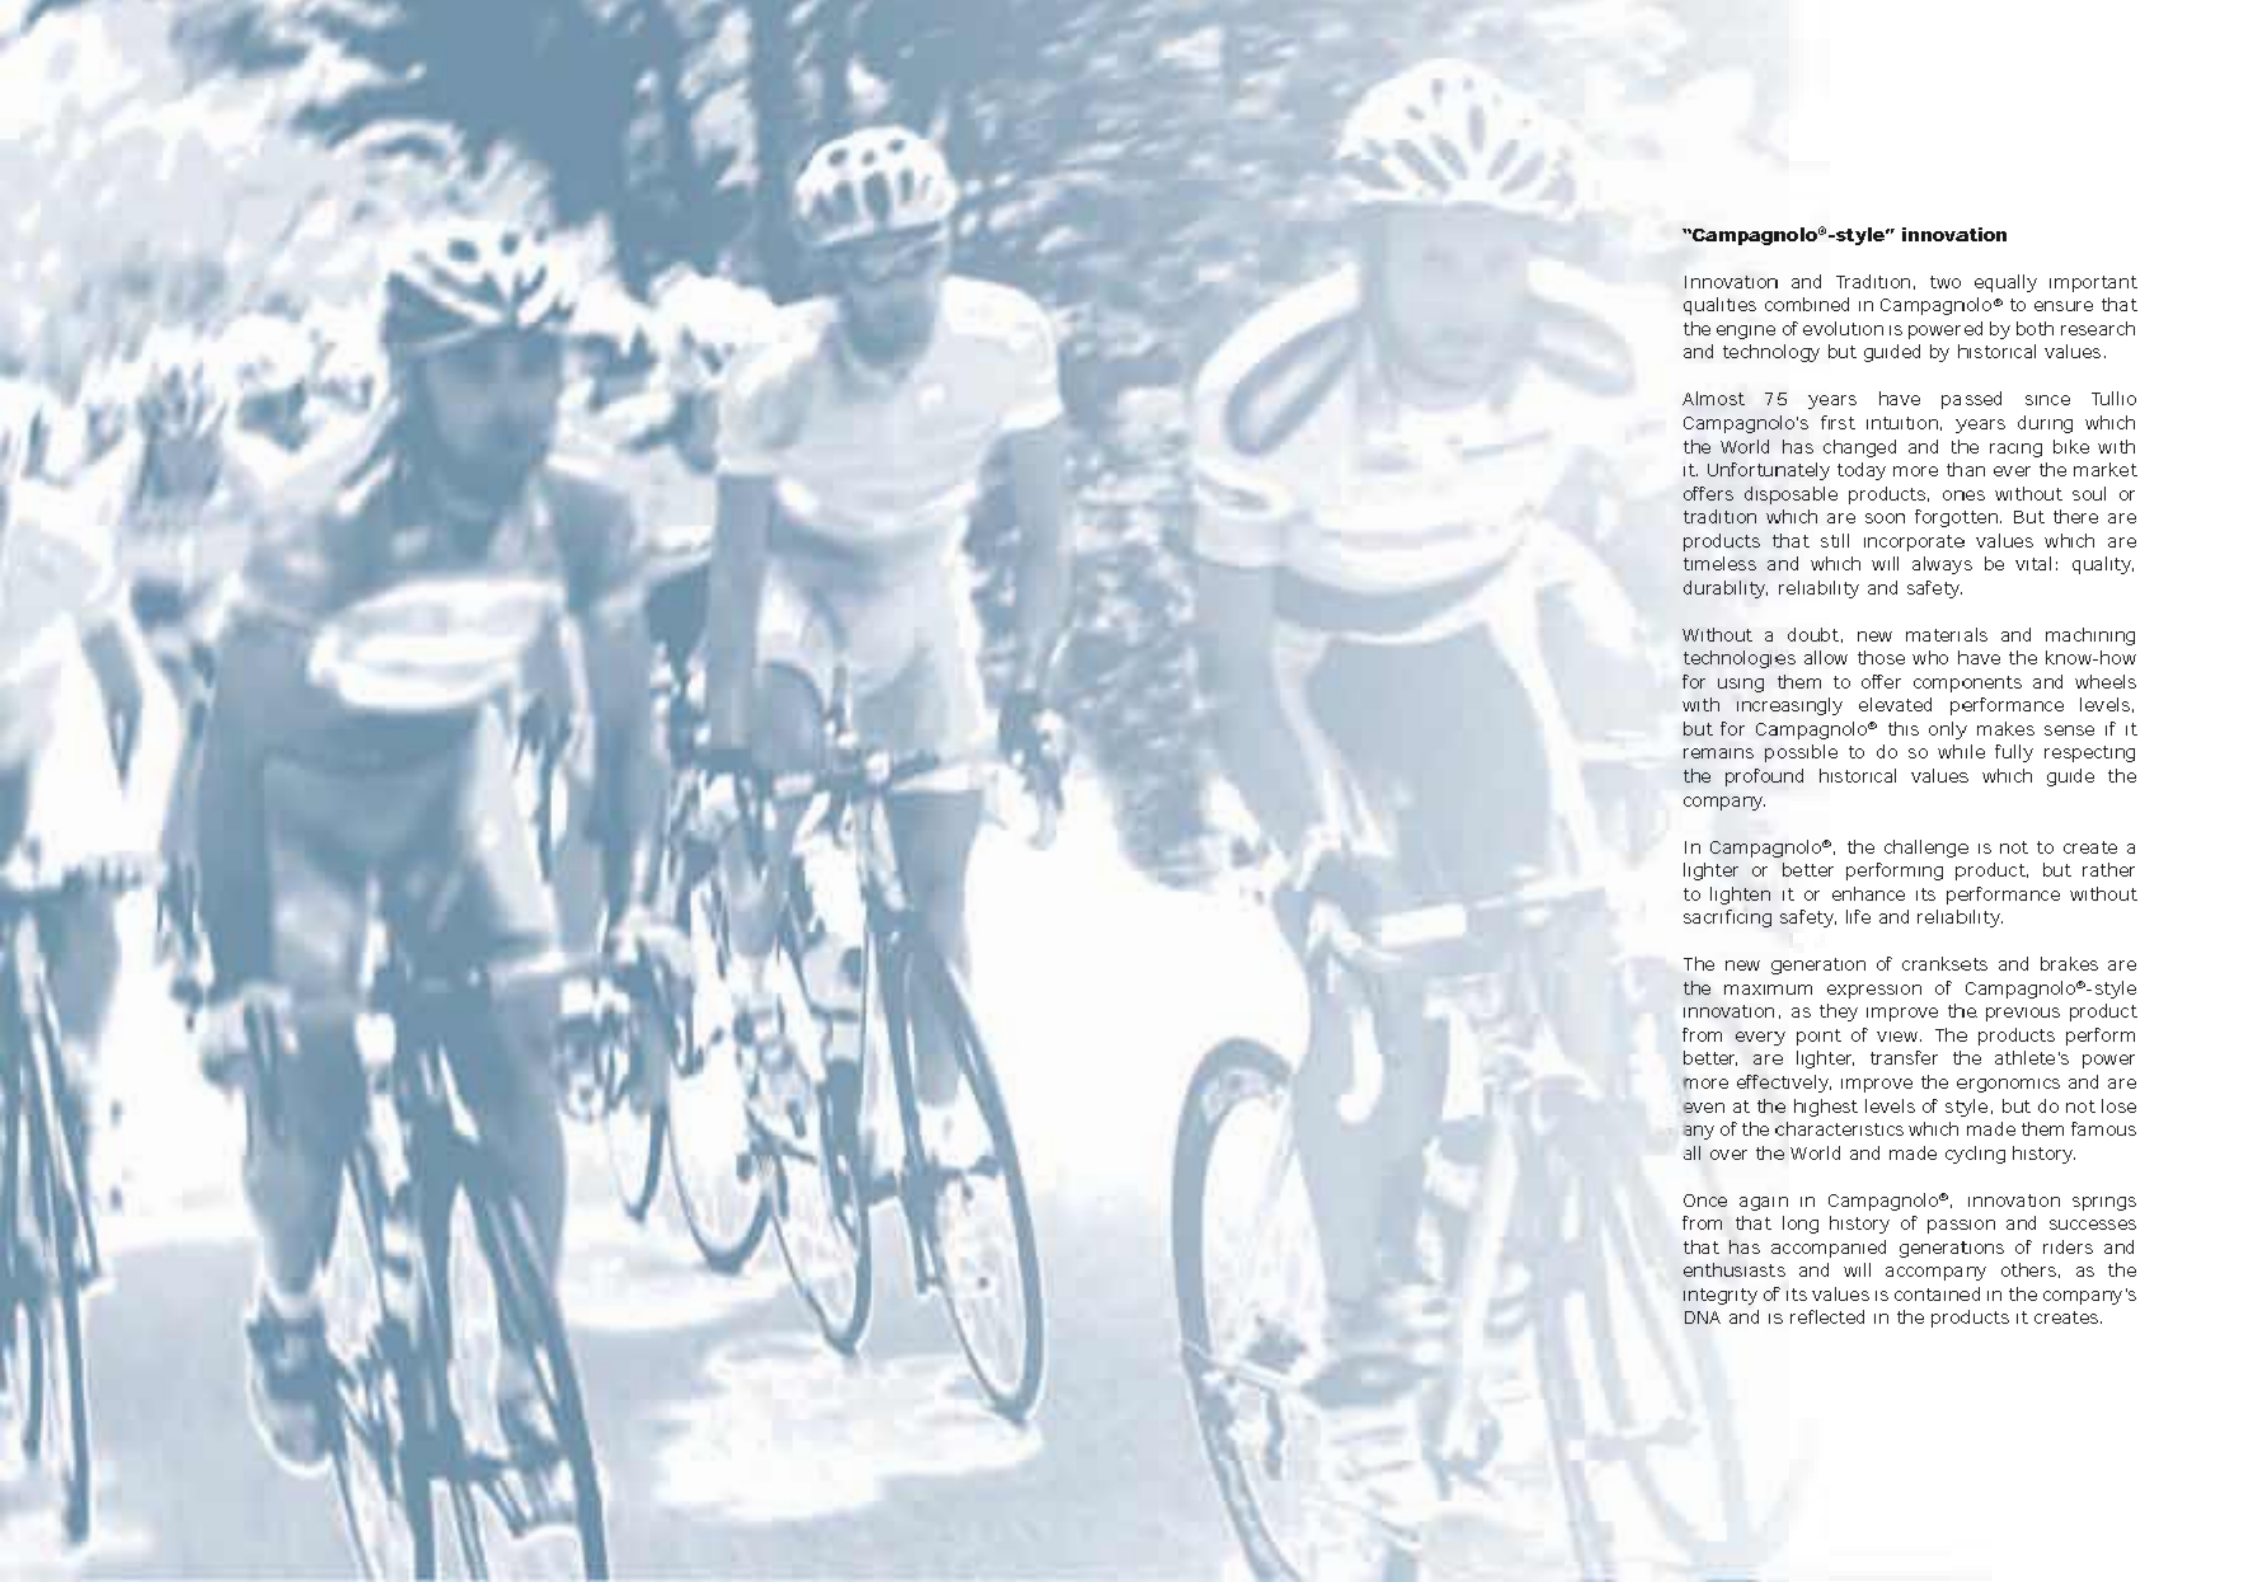 “Campagnolo®-style” innovation
Innovation and Tradition, two equally important
qualities combined in Campagnolo® to ensure that
the engine of evolution is powered by both research
and technology but guided by historical values.
Almost 75 years have passed since Tullio
Campagnolo's first intuition, years during which
the World has changed and the racing bike with
it. Unfortunately today more than ever the market
offers disposable products, ones without soul or
tradition which are soon forgotten. But there are
products that still incorporate values which are
timeless and which will always be vital: quality,
durability, reliability and safety.
Without a doubt, new materials and machining
technologies allow those who have the know-how
for using them to offer components and wheels
with increasingly elevated performance levels,
but for Campagnolo® this only makes sense if it
remains possible to do so while fully respecting
the profound historical values which guide the
company.
In Campagnolo®, the challenge is not to create a
lighter or better performing product, but rather
to lighten it or enhance its performance without
sacrificing safety, life and reliability.
The new generation of cranksets and brakes are
the maximum expression of Campagnolo®-style
innovation, as they improve the previous product
from every point of view. The products perform
better, are lighter, transfer the athlete's power
more effectively, improve the ergonomics and are
even at the highest levels of style, but do not lose
any of the characteristics which made them famous
all over the World and made cycling history.
Once again in Campagnolo®, innovation springs
from that long history of passion and successes
that has accompanied generations of riders and
enthusiasts and will accompany others, as the
integrity of its values is contained in the company's
DNA and is reflected in the products it creates.